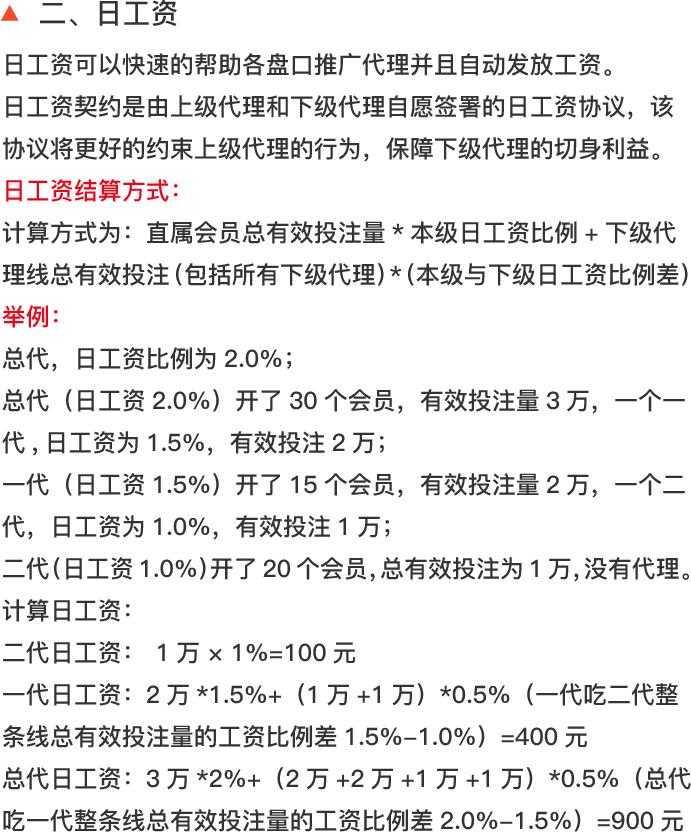 ▲ 二、日工资
日工资可以快速的帮助各盘口推广代理并且自动发放工资。
日工资契约是由上级代理和下级代理自愿签署的日工资协议，该
协议将更好的约束上级代理的行为，保障下级代理的切身利益。
日工资结算方式：
计算方式为：直属会员总有效投注量 * 本级日工资比例 + 下级代
理线总有效投注（包括所有下级代理）*（本级与下级日工资比例差）
举例：
总代，日工资比例为 2.0%；
总代（日工资 2.0%）开了 30 个会员，有效投注量 3 万，一个一
代 , 日工资为 1.5%，有效投注 2 万；
一代（日工资 1.5%）开了 15 个会员，有效投注量 2 万，一个二
代，日工资为 1.0%，有效投注 1 万；
二代（日工资 1.0%）开了 20 个会员，总有效投注为 1 万，没有代理。
计算日工资：
二代日工资： 1 万 × 1%=100 元
一代日工资：2 万 *1.5%+（1 万 +1 万）*0.5%（一代吃二代整
条线总有效投注量的工资比例差 1.5%–1.0%）=400 元
总代日工资：3 万 *2%+（2 万 +2 万 +1 万 +1 万）*0.5%（总代
吃一代整条线总有效投注量的工资比例差 2.0%–1.5%）=900 元